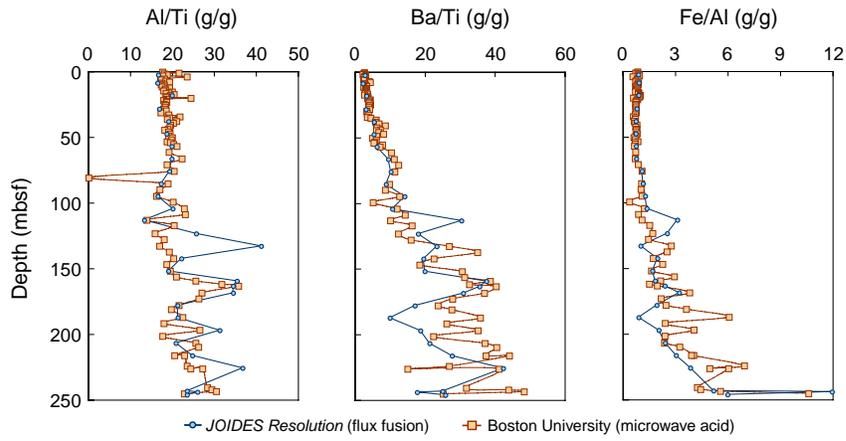 Al/Ti (g/g) Ba/Ti (g/g) Fe/Al (g/g)
0 10 20 30 40 50 0 20 40 60 0 3 6 9 12
0
50
100
150
200
250
Depth (mbsf)
JOIDES Resolution (flux fusion) Boston University (microwave acid)